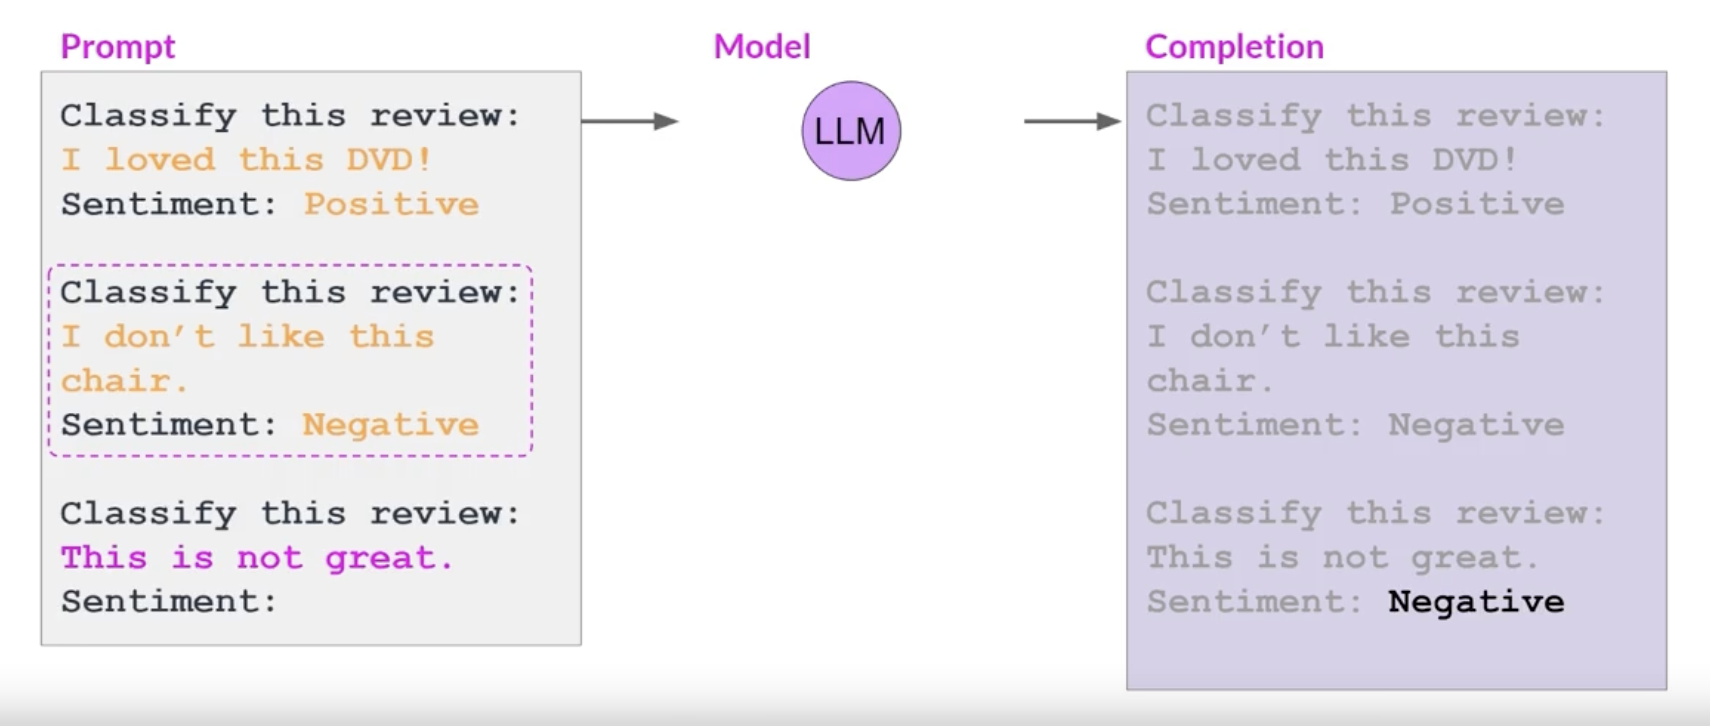 Prompt
Classify this review:
I loved this DVD!
Sentiment: Positive
Classify this review:
I don’t like this
chair.
Sentiment: Negative
Classify this review:
This is not great.
Sentiment:
Model
LLM
Completion
Classify this review:
I loved this DVD!
Sentiment: Positive
Classify this review:
I don’t like this
chair.
Sentiment: Negative
Classify this review:
This is not great.
Sentiment: Negative